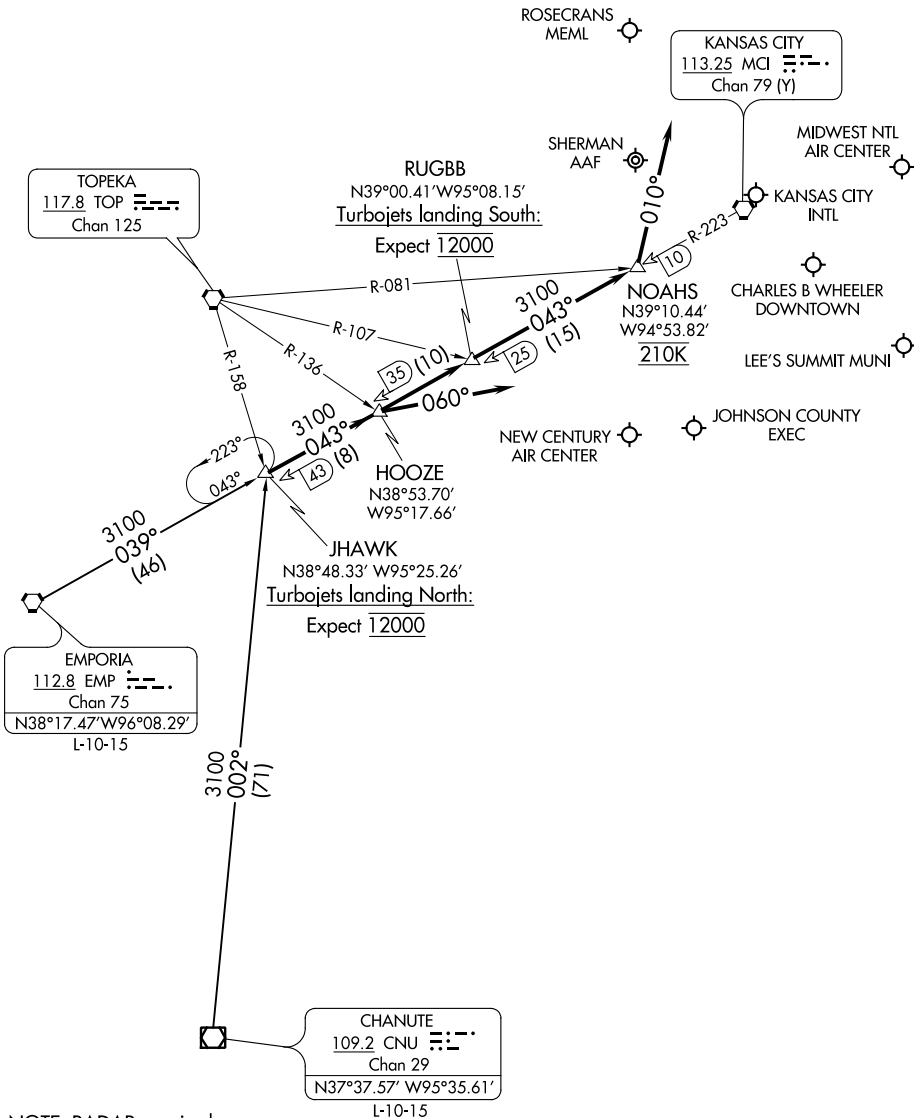 ROSECRANS
MEML
KANSAS CITY
113.25 MCI
Chan 79 (Y)
SHERMAN
AAF
MIDWEST NTL
AIR CENTER
KANSAS CITY
INTL
TOPEKA
117.8 TOP
Chan 125
RUGBB
N39°00.41'W95°08.15'
Turbojets landing South:
Expect 12000
010°
R-223
10
NOAHS
N39°10.44'
W94°53.82'
210K
CHARLES B WHEELER
DOWNTOWN
LEE'S SUMMIT MUNI
R-081
R-107
R-136
R-158
3100
043°
(15)
25
35
(10)
060°
3100
043°
(8)
43
HOOZE
N38°53.70'
W95°17.66'
NEW CENTURY
AIR CENTER
JOHNSON COUNTY
EXEC
223°
043°
3100
039°
(46)
JHAWK
N38°48.33' W95°25.26'
Turbojets landing North:
Expect 12000
EMPORIA
112.8 EMP
Chan 75
N38°17.47'W96°08.29'
L-10-15
3100
002°
(71)
CHANUTE
109.2 CNU
Chan 29
N37°37.57' W95°35.61'
L-10-15